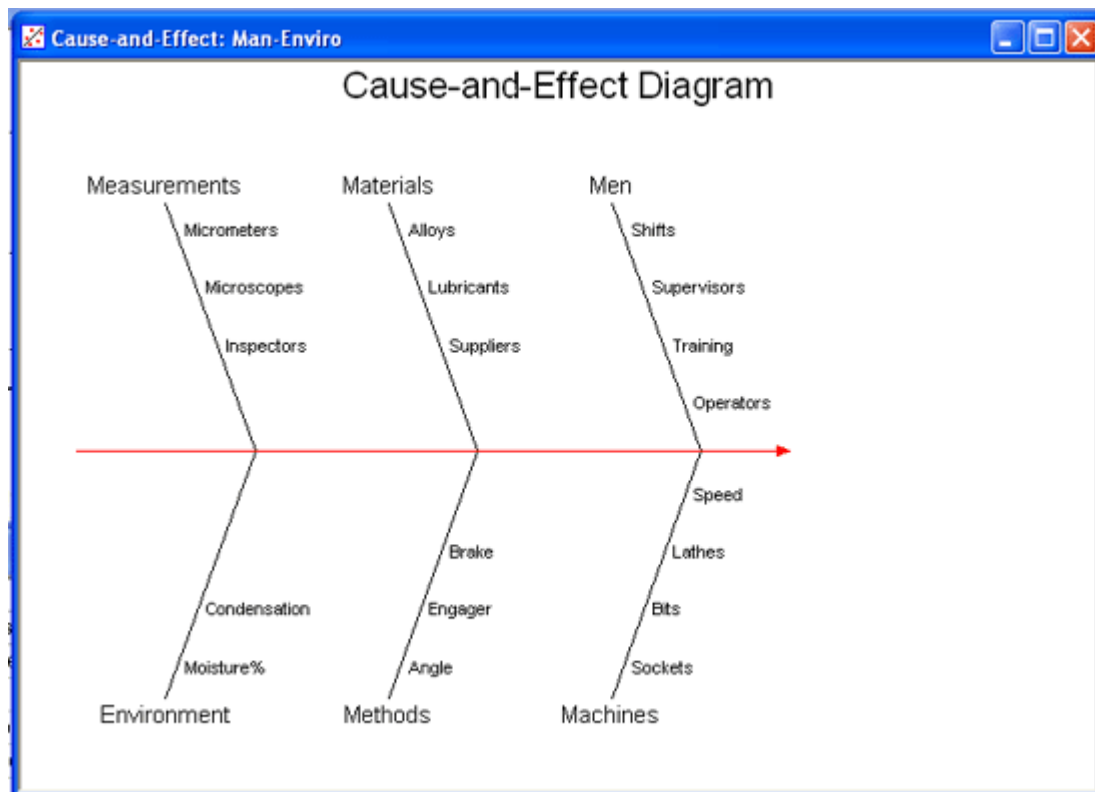 Cause-and-Effect: Man-Enviro
Cause-and-Effect Diagram
Measurements
Materials
Men
Micrometers
Alloys
Shifts
Microscopes
Lubricants
Supervisors
Inspectors
Suppliers
Training
Operators
Speed
Brake
Lathes
Condensation
Engager
Bits
Moisture%
Angle
Sockets
Environment
Methods
Machines